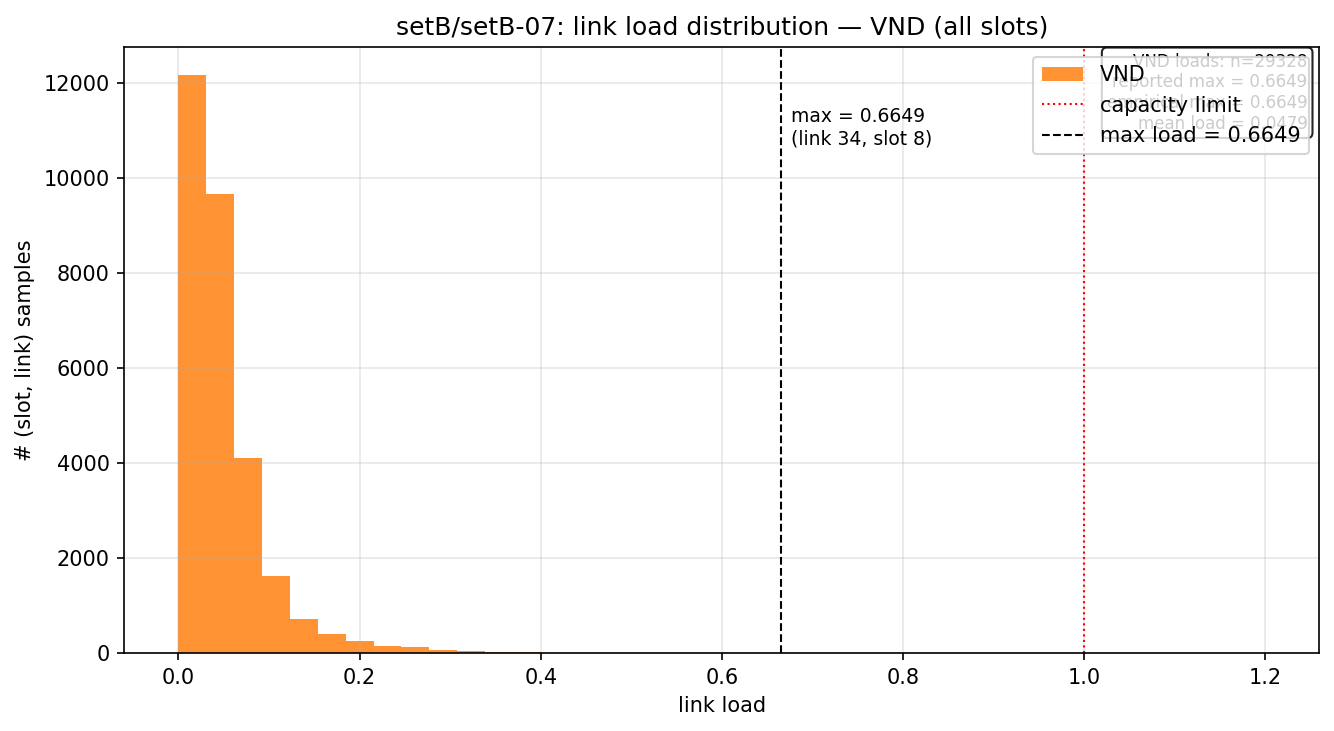 setB/setB-07: link load distribution — VND (all slots)
12000
10000
8000
6000
4000
2000
0
# (slot, link) samples
max = 0.6649
(link 34, slot 8)
VND loads: n=29328
reported max = 0.6649
max = 0.6649
mean load = 0.0479
VND
capacity limit
max load = 0.6649
0.0
0.2
0.4
0.6
0.8
1.0
1.2
link load